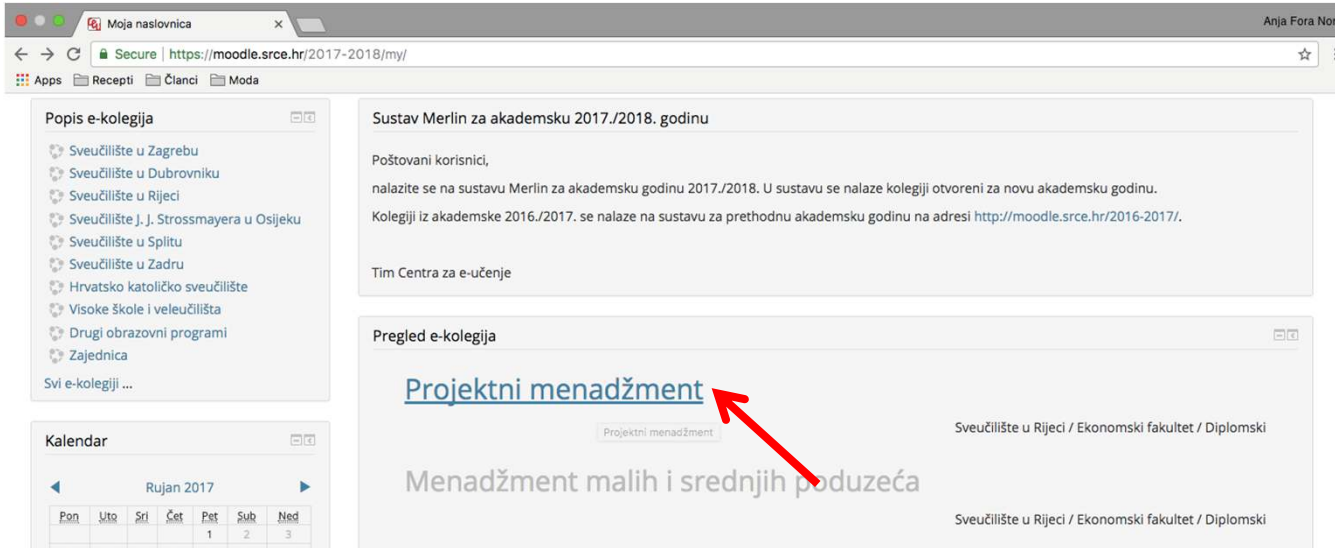 Moja naslovnica
Anja Fora Nor
Secure | https://moodle.srce.hr/2017-2018/my/
Apps Recepti Članci Moda
Popis e-kolegija
Sveučilište u Zagrebu
Sveučilište u Dubrovniku
Sveučilište u Rijeci
Sveučilište J. J. Strossmayera u Osijeku
Sveučilište u Splitu
Sveučilište u Zadru
Hrvatsko katoličko sveučilište
Visoke škole i veleučilišta
Drugi obrazovni programi
Zajednica
Svi e-kolegiji ...
Kalendar
Rujan 2017
Pon Uto Sri Čet Pet Sub Ned
1 2 3
Sustav Merlin za akademsku 2017./2018. godinu
Poštovani korisnici,
nalazite se na sustavu Merlin za akademsku godinu 2017./2018. U sustavu se nalaze kolegiji otvoreni za novu akademsku godinu.
Kolegiji iz akademske 2016./2017. se nalaze na sustavu za prethodnu akademsku godinu na adresi http://moodle.srce.hr/2016-2017/.
Tim Centra za e-učenje
Pregled e-kolegija
Projektni menadžment
Projektni menadžment
Sveučilište u Rijeci / Ekonomski fakultet / Diplomski
Menadžment malih i srednjih poduzeća
Sveučilište u Rijeci / Ekonomski fakultet / Diplomski